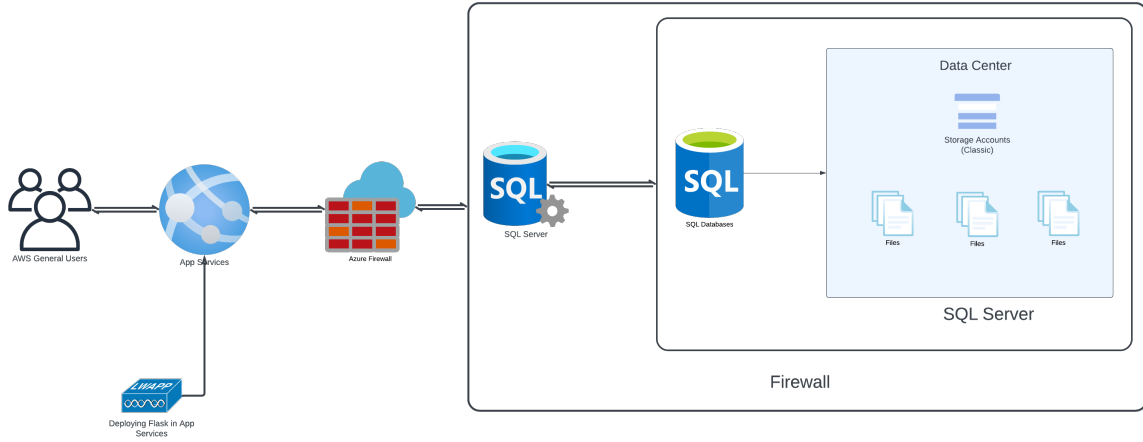 AWS General Users
App Services
Deploying Flask in App
Services
LWAPP
Azure Firewall
SQL
SQL Server
SQL
SQL Databases
Data Center
Storage Accounts
(Classic)
Files
Files
Files
SQL Server
Firewall